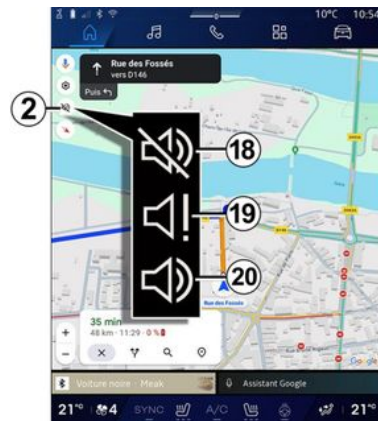 10°C 10:54
Rue des Fossés
vers D146
Puis
2
18
19
20
Rue des Fossés
35 min
48 km · 11:29 · 0 %
+
−
Google
Voiture noire · Meak
Assistant Google
21°° 4 SYNC A/C 21°°